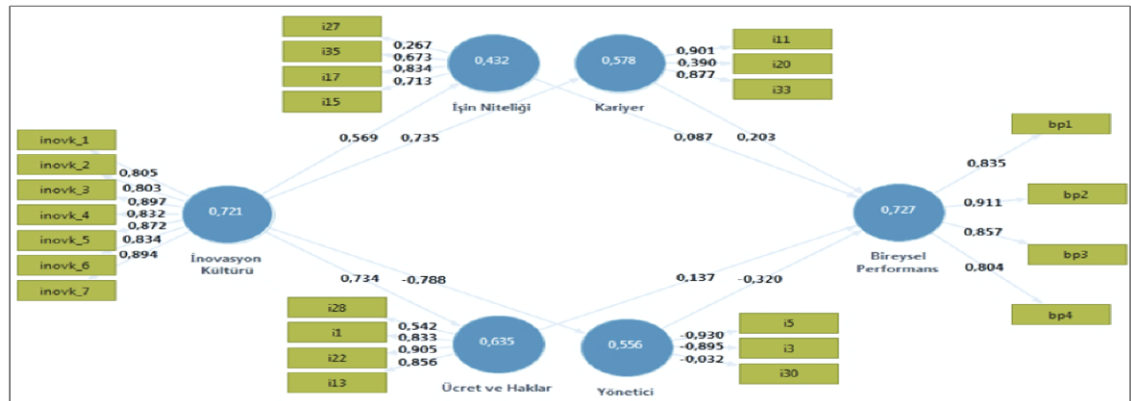 i27
i35
i17
i15
0,267
0,673
0,834
0,713
0,432
İşin Niteliği
0,578
Kariyer
0,901
0,390
0,877
i11
i20
i33
0,569
0,735
0,087
0,203
inovk_1
inovk_2
inovk_3
inovk_4
inovk_5
inovk_6
inovk_7
0,805
0,803
0,897
0,832
0,872
0,834
0,894
0,721
İnovasyon
Kültürü
0,727
Bireysel
Performans
0,835
0,911
0,857
0,804
bp1
bp2
bp3
bp4
0,734
-0,788
0,137
-0,320
i28
i1
i22
i13
0,542
0,833
0,905
0,856
0,635
Ücret ve Haklar
0,556
Yönetici
-0,930
-0,895
-0,032
i5
i3
i30